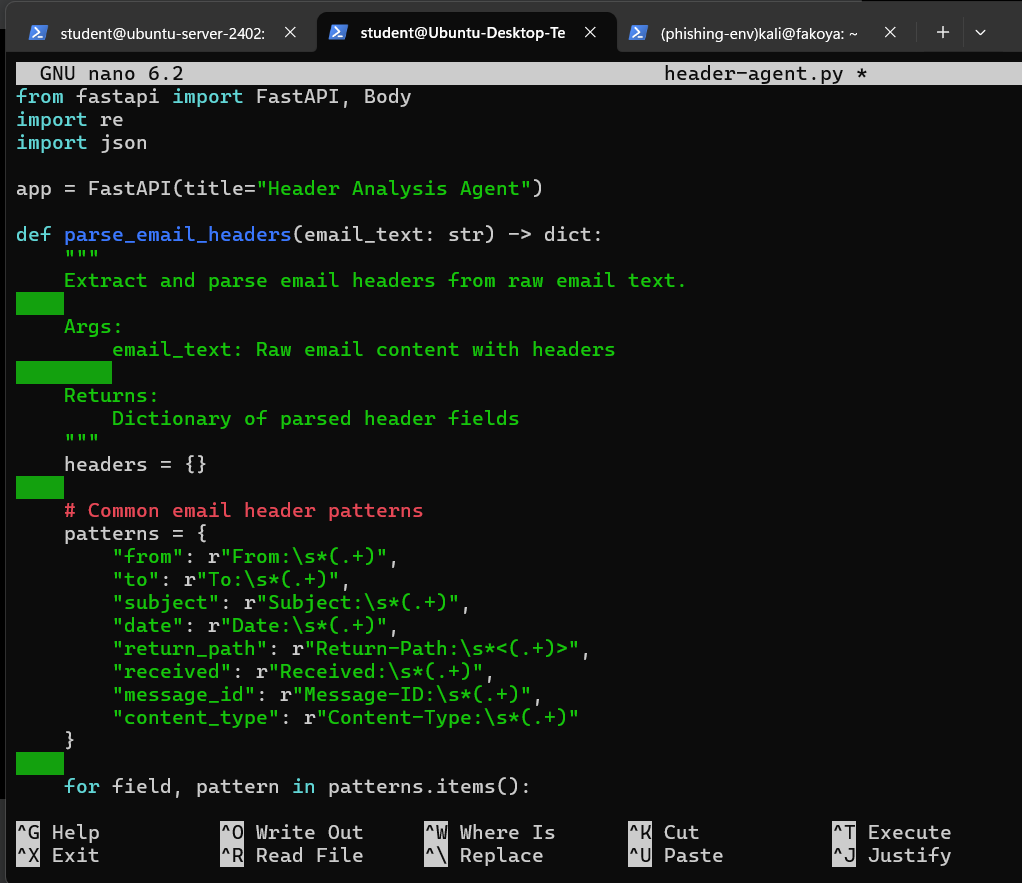 student@ubuntu-server-2402: student@Ubuntu-Desktop-Te (phishing-env)kali@fakoya: ~
GNU nano 6.2 header-agent.py *
from fastapi import FastAPI, Body
import re
import json
app = FastAPI(title="Header Analysis Agent")
def parse_email_headers(email_text: str) -> dict:
"""
Extract and parse email headers from raw email text.
Args:
email_text: Raw email content with headers
Returns:
Dictionary of parsed header fields
"""
headers = {}
# Common email header patterns
patterns = {
"from": r"From:\s*(.+)",
"to": r"To:\s*(.+)",
"subject": r"Subject:\s*(.+)",
"date": r"Date:\s*(.+)",
"return_path": r"Return-Path:\s*<(.+)>",
"received": r"Received:\s*(.+)",
"message_id": r"Message-ID:\s*(.+)",
"content_type": r"Content-Type:\s*(.+)"
}
for field, pattern in patterns.items():
^G Help ^O Write Out ^W Where Is ^K Cut ^T Execute
^X Exit ^R Read File ^\ Replace ^U Paste ^J Justify